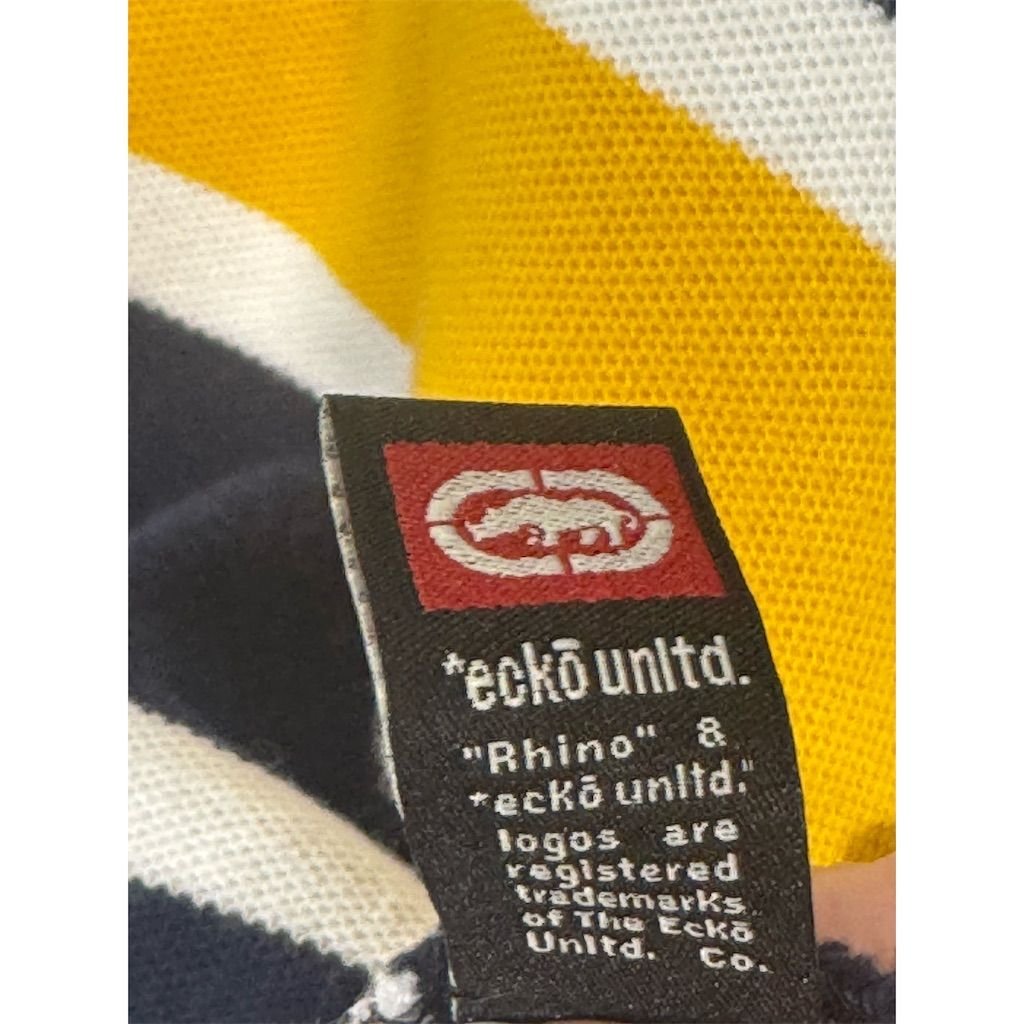 *eckō unltd.
"Rhino" &
*eckō unltd."
logos are
registered
trademarks
of The Eckō
Unltd. Co.